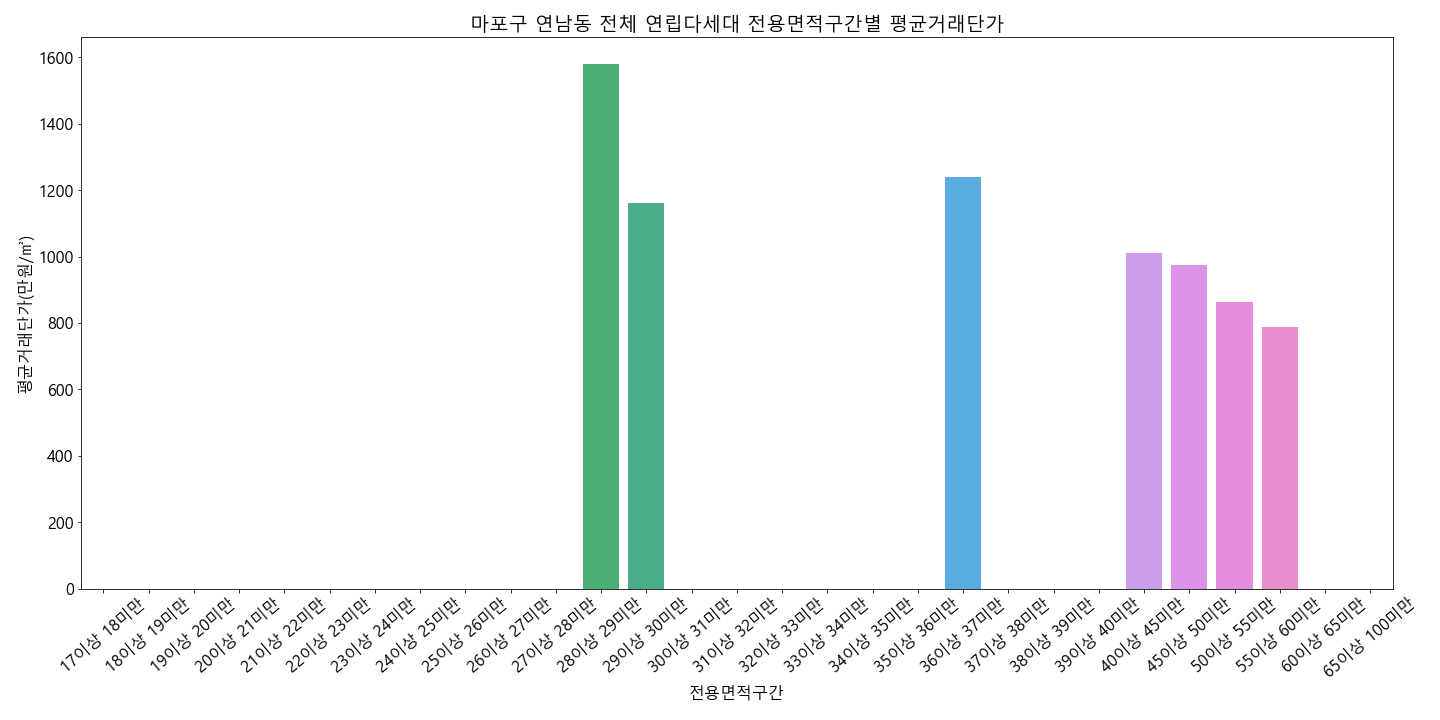 마포구 연남동 전체 연립다세대 전용면적구간별 평균거래단가
평균거래단가(만원/㎡)
1600
1400
1200
1000
800
600
400
200
0
17이상 18미만
18이상 19미만
19이상 20미만
20이상 21미만
21이상 22미만
22이상 23미만
23이상 24미만
24이상 25미만
25이상 26미만
26이상 27미만
27이상 28미만
28이상 29미만
29이상 30미만
30이상 31미만
31이상 32미만
32이상 33미만
33이상 34미만
34이상 35미만
35이상 36미만
36이상 37미만
37이상 38미만
38이상 39미만
39이상 40미만
40이상 45미만
45이상 50미만
50이상 55미만
55이상 60미만
60이상 65미만
65이상 100미만
전용면적구간